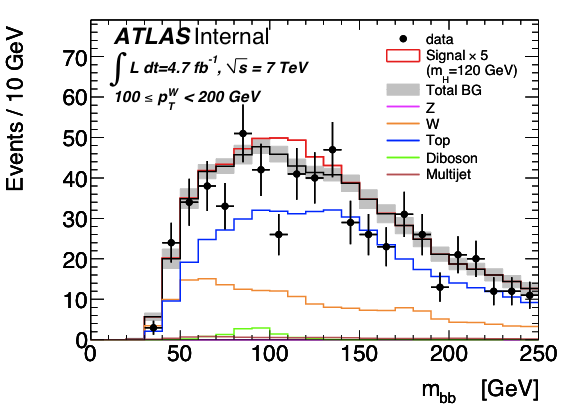 ATLAS Internal
∫ L dt=4.7 fb⁻¹, √s = 7 TeV
100 ≤ p_T^W < 200 GeV
data
Signal × 5
(m_H=120 GeV)
Total BG
Z
W
Top
Diboson
Multijet
Events / 10 GeV
70
60
50
40
30
20
10
0
0 50 100 150 200 250
m_bb [GeV]